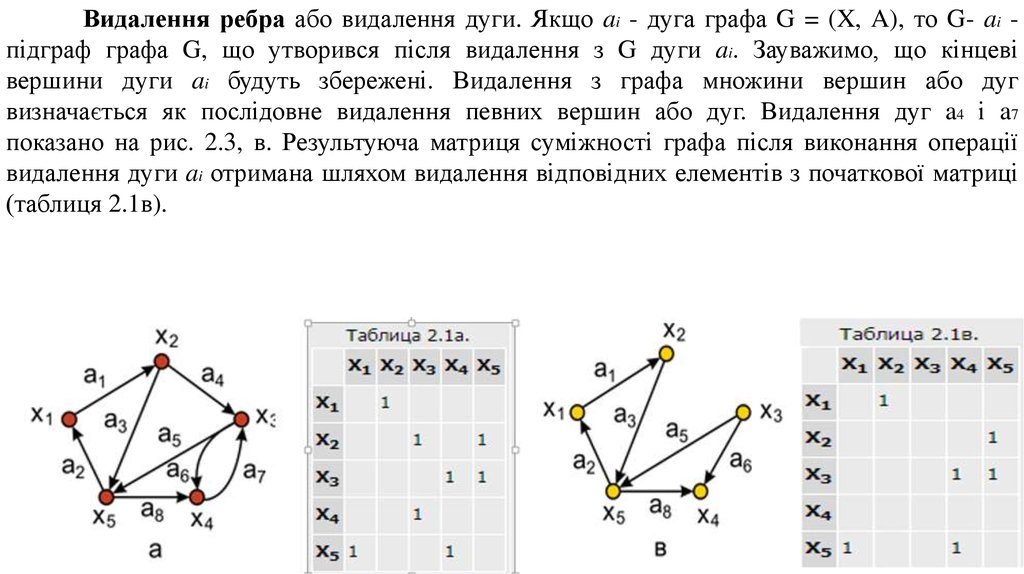 Видалення ребра або видалення дуги. Якщо ai - дуга графа G = (X, A), то G- ai -
підграф графа G, що утворився після видалення з G дуги ai. Зауважимо, що кінцеві
вершини дуги ai будуть збережені. Видалення з графа множини вершин або дуг
визначається як послідовне видалення певних вершин або дуг. Видалення дуг a4 і a7
показано на рис. 2.3, в. Результуюча матриця суміжності графа після виконання операції
видалення дуги ai отримана шляхом видалення відповідних елементів з початкової матриці
(таблиця 2.1в).
x2
a1
a4
x1
a3
x3
a5
a2
a6
a7
x5
a8
x4
а
Таблица 2.1а.
X1 X2 X3 X4 X5
X1 1
X2 1 1
X3 1 1
X4 1
X5 1 1
x2
a1
x1
a3
x3
a5
a2
a6
x5
a8
x4
в
Таблица 2.1в.
X1 X2 X3 X4 X5
X1 1
X2 1
X3 1 1
X4
X5 1 1